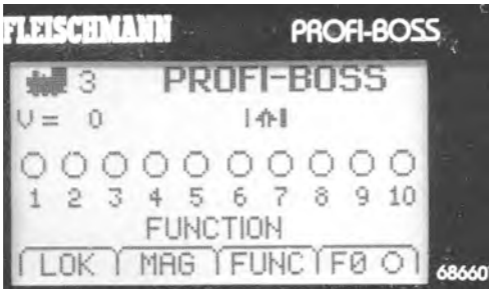 FLEISCHMANN PROFI-BOSS
3 PROFI-BOSS
V= 0
1 2 3 4 5 6 7 8 9 10
FUNCTION
LOK MAG FUNC F0
68660